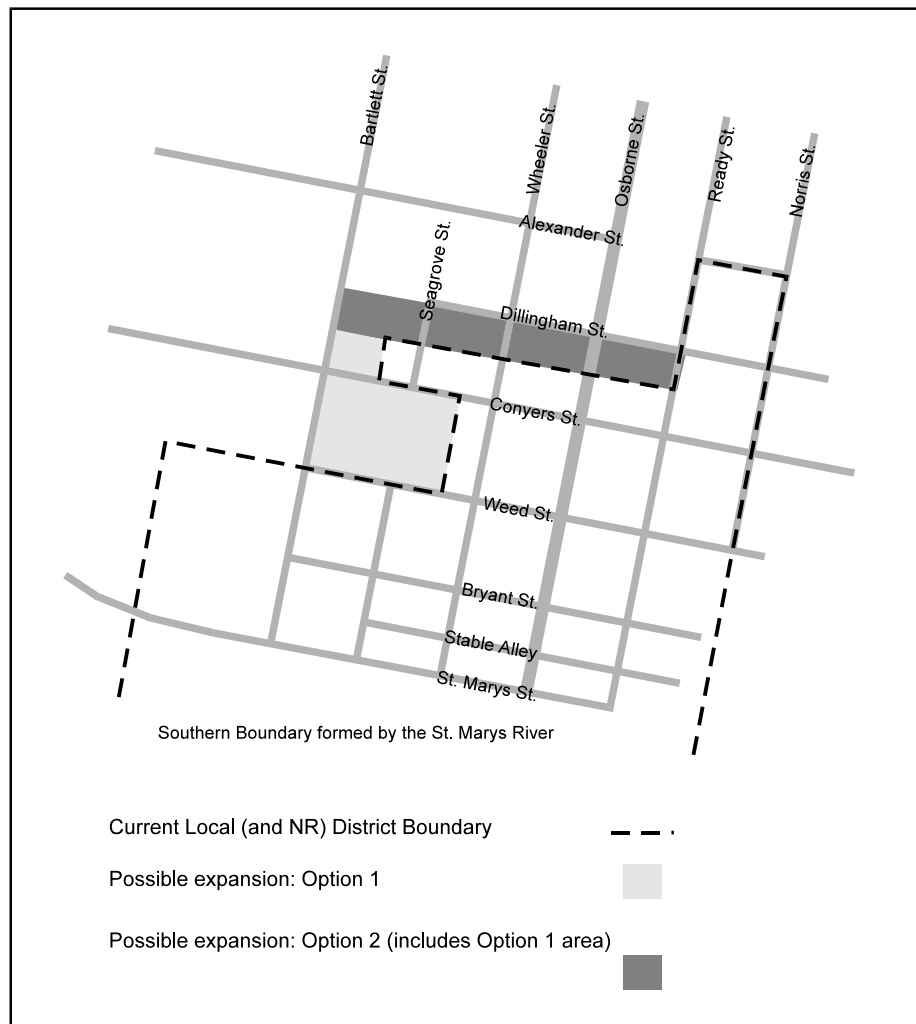 Bartlett St.
Wheeler St.
Osborne St.
Ready St.
Norris St.
Alexander St.
Seagrove St.
Dillingham St.
Conyers St.
Weed St.
Bryant St.
Stable Alley
St. Marys St.
Southern Boundary formed by the St. Marys River
Current Local (and NR) District Boundary
Possible expansion: Option 1
Possible expansion: Option 2 (includes Option 1 area)